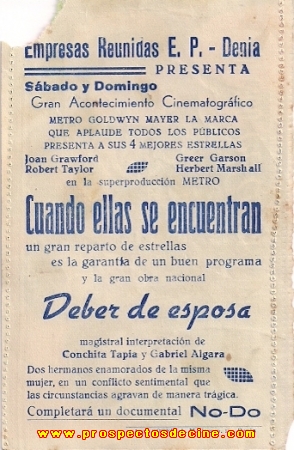 Empresas Reunidas E. P. - Denia
PRESENTA
Sábado y Domingo
Gran Acontecimiento Cinematográfico
METRO GOLDWYN MAYER LA MARCA
QUE APLAUDE TODOS LOS PÚBLICOS
PRESENTA A SUS 4 MEJORES ESTRELLAS
Joan Grawford Greer Garson
Robert Taylor Herbert Marshall
en la superproducción METRO
Cuando ellas se encuentran
un gran reparto de estrellas
es la garantía de un buen programa
y la gran obra nacional
Deber de esposa
magistral interpretación de
Conchita Tapia y Gabriel Algara
Dos hermanos enamorados de la misma
mujer, en un conflicto sentimental que
las circunstancias agravan de manera trágica.
Completará un documental No-Do
www.prospectosdecine.com